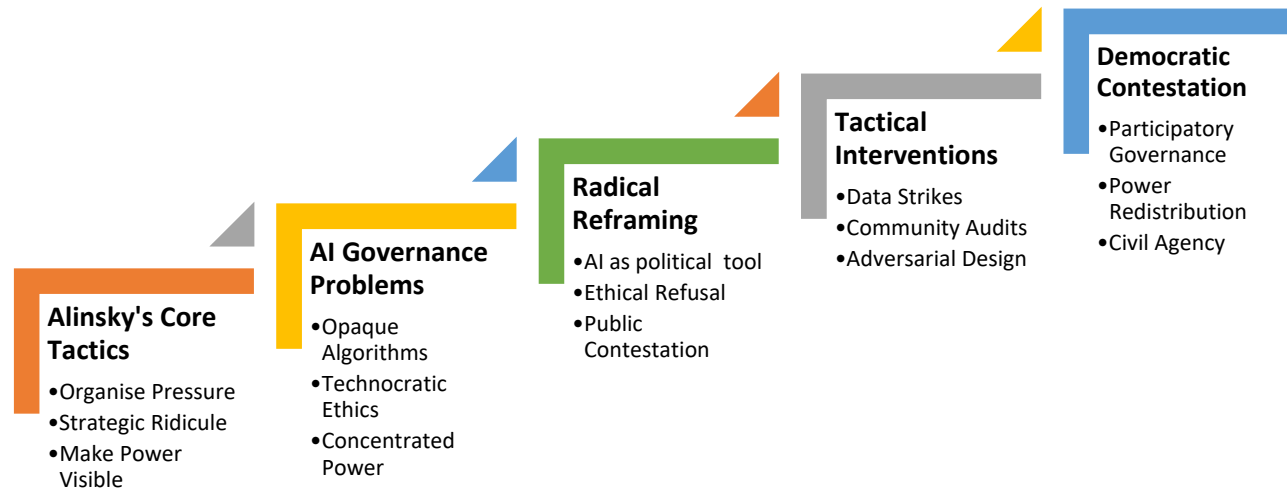 Alinsky's Core
Tactics
•Organise Pressure
•Strategic Ridicule
•Make Power
Visible
AI Governance
Problems
•Opaque
Algorithms
•Technocratic
Ethics
•Concentrated
Power
Radical
Reframing
•AI as political  tool
•Ethical Refusal
•Public
Contestation
Tactical
Interventions
•Data Strikes
•Community Audits
•Adversarial Design
Democratic
Contestation
•Participatory
Governance
•Power
Redistribution
•Civil Agency